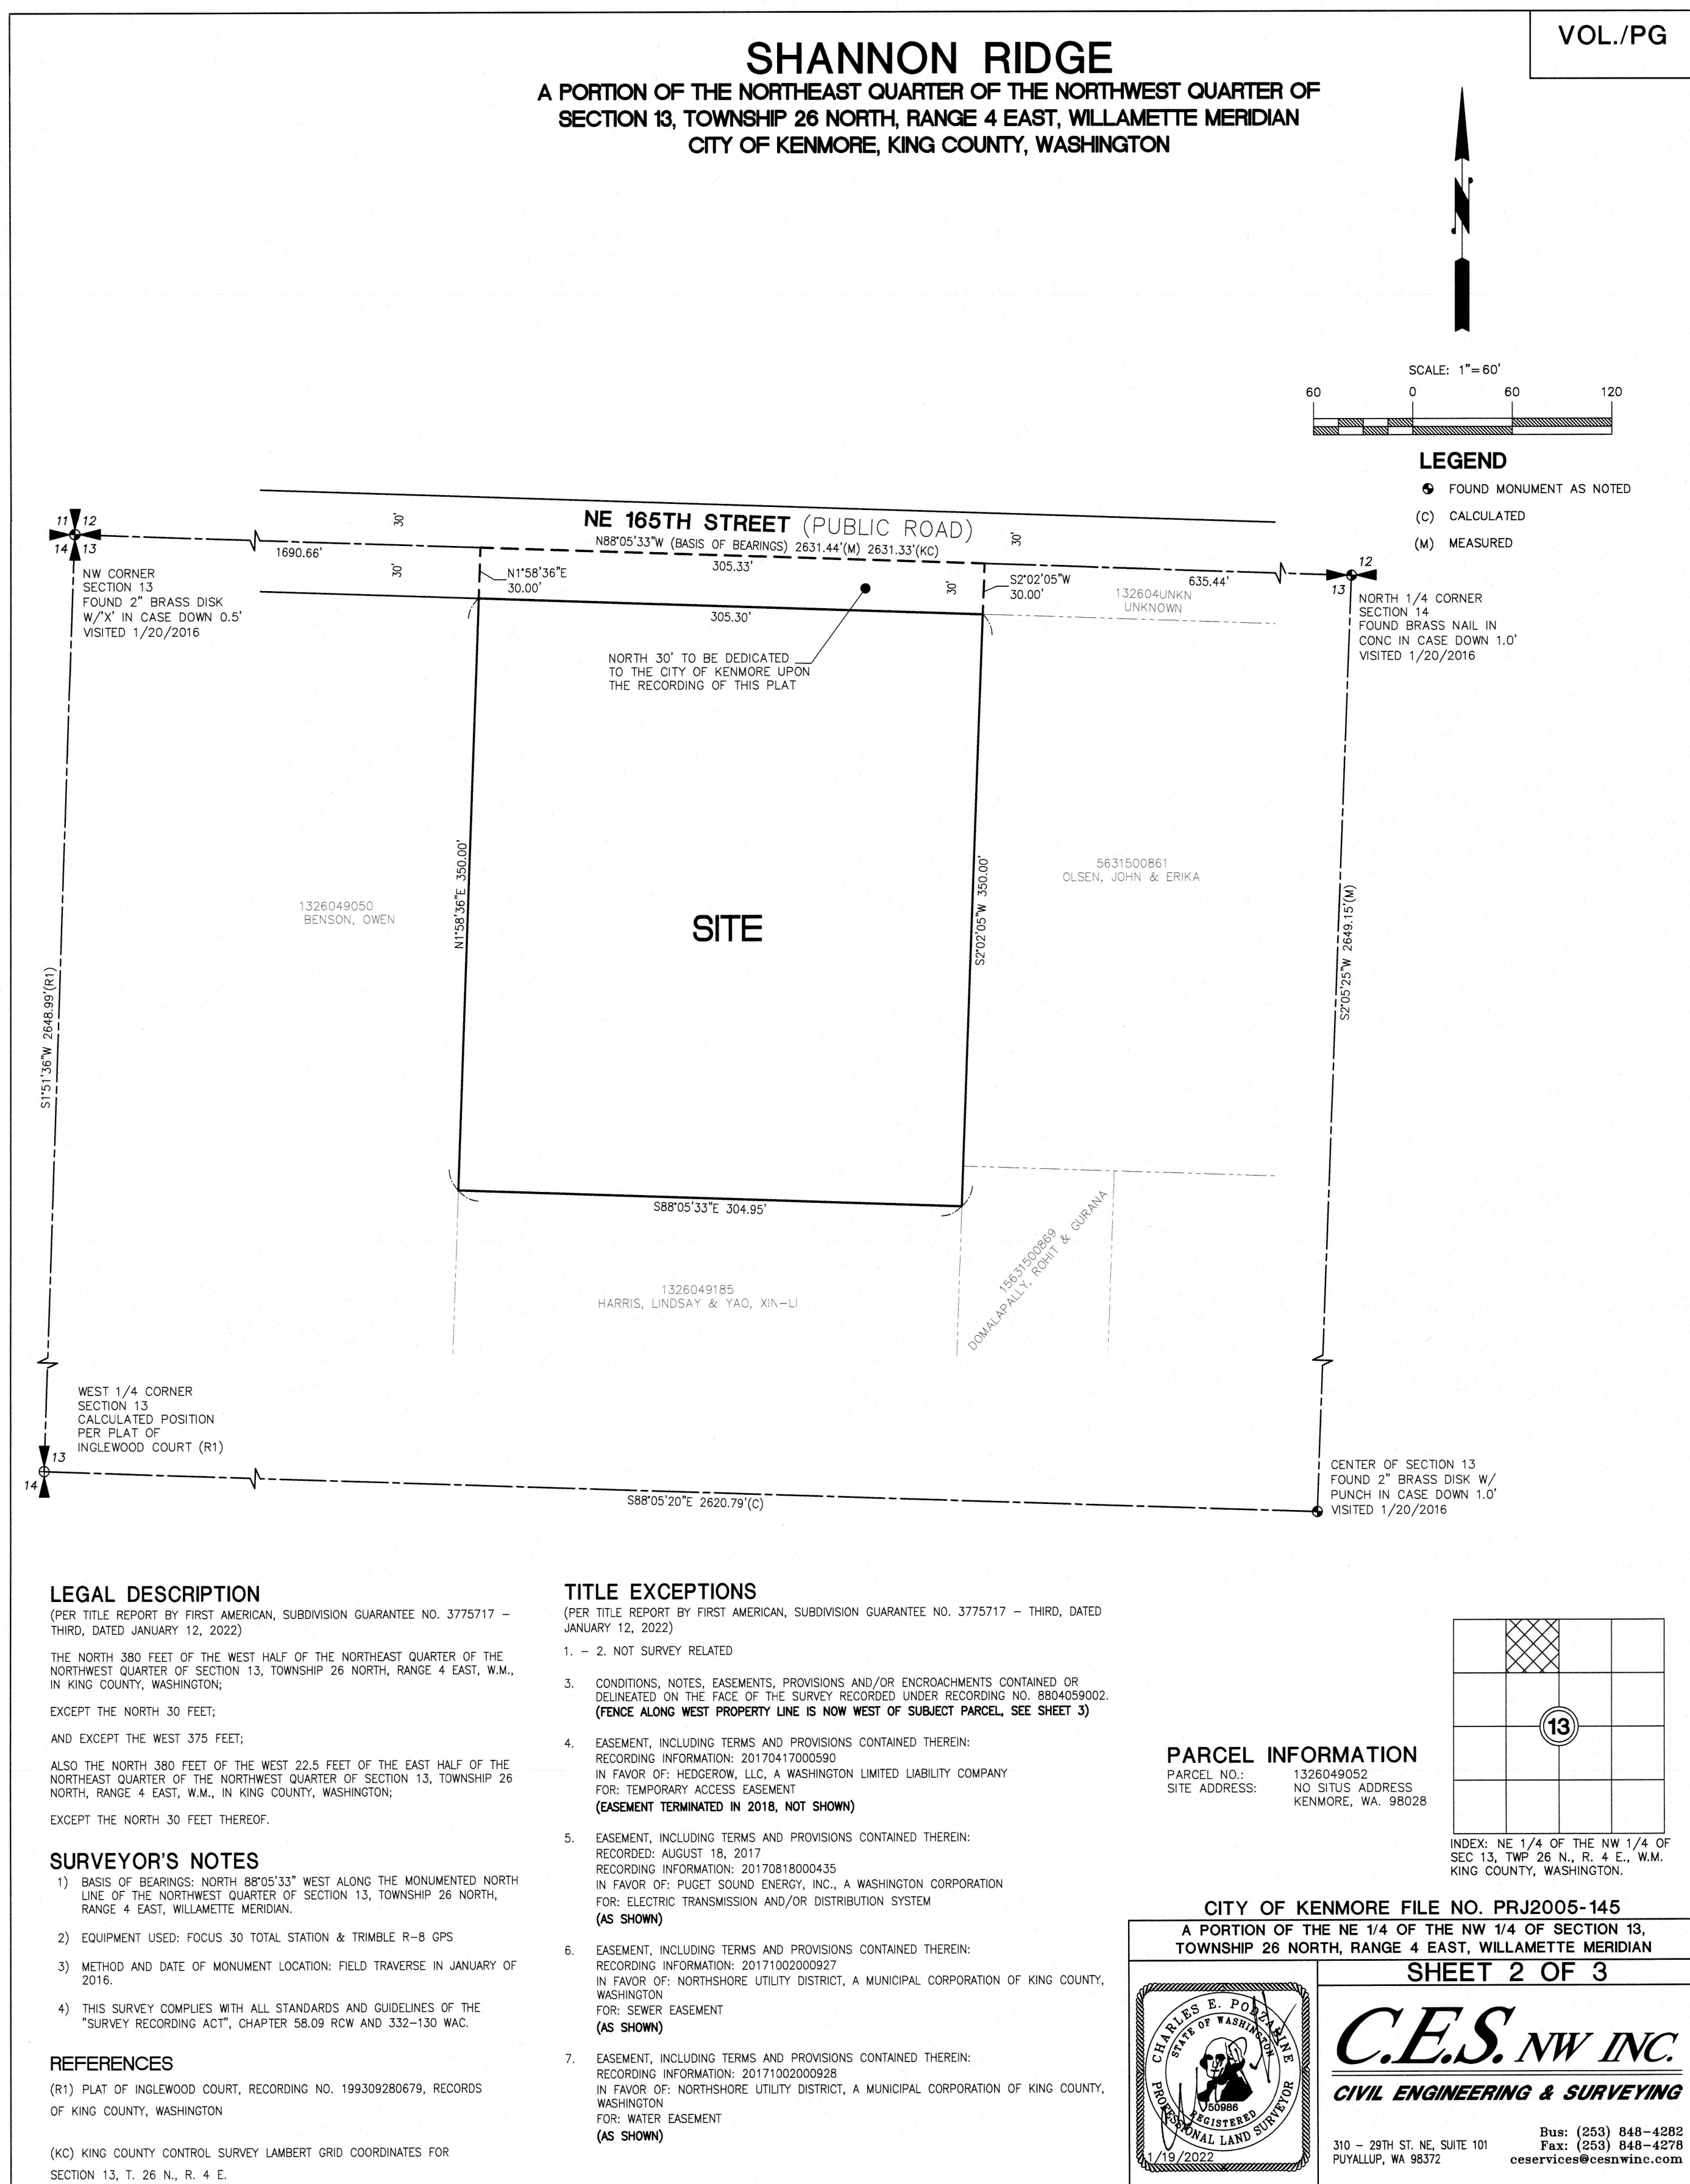 VOL./PG
SHANNON RIDGE
A PORTION OF THE NORTHEAST QUARTER OF THE NORTHWEST QUARTER OF
SECTION 13, TOWNSHIP 26 NORTH, RANGE 4 EAST, WILLAMETTE MERIDIAN
CITY OF KENMORE, KING COUNTY, WASHINGTON
N
SCALE: 1"=60'
60 0 60 120
LEGEND
FOUND MONUMENT AS NOTED
(C) CALCULATED
(M) MEASURED
11 12
14 13
NW CORNER
SECTION 13
FOUND 2" BRASS DISK
W/'X' IN CASE DOWN 0.5'
VISITED 1/20/2016
1690.66'
30'
30'
NE 165TH STREET (PUBLIC ROAD)
N88°05'33"W (BASIS OF BEARINGS) 2631.44'(M) 2631.33'(KC)
305.33'
30'
30'
N1°58'36"E
30.00'
S2°02'05"W
30.00'
635.44'
132604UNKN
UNKNOWN
305.30'
12
13
NORTH 1/4 CORNER
SECTION 14
FOUND BRASS NAIL IN
CONC IN CASE DOWN 1.0'
VISITED 1/20/2016
NORTH 30' TO BE DEDICATED
TO THE CITY OF KENMORE UPON
THE RECORDING OF THIS PLAT
S1°51'36"W 2648.99'(R1)
1326049050
BENSON, OWEN
N1°58'36"E 350.00'
SITE
S2°02'05"W 350.00'
5631500861
OLSEN, JOHN & ERIKA
S2°05'25"W 2649.15'(M)
S88°05'33"E 304.95'
1326049185
HARRIS, LINDSAY & YAO, XIN-LI
15631500869
DOMALAPALLY, ROHIT & GURANA
WEST 1/4 CORNER
SECTION 13
CALCULATED POSITION
PER PLAT OF
INGLEWOOD COURT (R1)
13
14
S88°05'20"E 2620.79'(C)
CENTER OF SECTION 13
FOUND 2" BRASS DISK W/
PUNCH IN CASE DOWN 1.0'
VISITED 1/20/2016
LEGAL DESCRIPTION
(PER TITLE REPORT BY FIRST AMERICAN, SUBDIVISION GUARANTEE NO. 3775717 –
THIRD, DATED JANUARY 12, 2022)
THE NORTH 380 FEET OF THE WEST HALF OF THE NORTHEAST QUARTER OF THE
NORTHWEST QUARTER OF SECTION 13, TOWNSHIP 26 NORTH, RANGE 4 EAST, W.M.,
IN KING COUNTY, WASHINGTON;
EXCEPT THE NORTH 30 FEET;
AND EXCEPT THE WEST 375 FEET;
ALSO THE NORTH 380 FEET OF THE WEST 22.5 FEET OF THE EAST HALF OF THE
NORTHEAST QUARTER OF THE NORTHWEST QUARTER OF SECTION 13, TOWNSHIP 26
NORTH, RANGE 4 EAST, W.M., IN KING COUNTY, WASHINGTON;
EXCEPT THE NORTH 30 FEET THEREOF.
SURVEYOR'S NOTES
1) BASIS OF BEARINGS: NORTH 88°05'33" WEST ALONG THE MONUMENTED NORTH
LINE OF THE NORTHWEST QUARTER OF SECTION 13, TOWNSHIP 26 NORTH,
RANGE 4 EAST, WILLAMETTE MERIDIAN.
2) EQUIPMENT USED: FOCUS 30 TOTAL STATION & TRIMBLE R-8 GPS
3) METHOD AND DATE OF MONUMENT LOCATION: FIELD TRAVERSE IN JANUARY OF
2016.
4) THIS SURVEY COMPLIES WITH ALL STANDARDS AND GUIDELINES OF THE
"SURVEY RECORDING ACT", CHAPTER 58.09 RCW AND 332-130 WAC.
REFERENCES
(R1) PLAT OF INGLEWOOD COURT, RECORDING NO. 199309280679, RECORDS
OF KING COUNTY, WASHINGTON
(KC) KING COUNTY CONTROL SURVEY LAMBERT GRID COORDINATES FOR
SECTION 13, T. 26 N., R. 4 E.
TITLE EXCEPTIONS
(PER TITLE REPORT BY FIRST AMERICAN, SUBDIVISION GUARANTEE NO. 3775717 – THIRD, DATED
JANUARY 12, 2022)
1. – 2. NOT SURVEY RELATED
3. CONDITIONS, NOTES, EASEMENTS, PROVISIONS AND/OR ENCROACHMENTS CONTAINED OR
DELINEATED ON THE FACE OF THE SURVEY RECORDED UNDER RECORDING NO. 8804059002.
(FENCE ALONG WEST PROPERTY LINE IS NOW WEST OF SUBJECT PARCEL, SEE SHEET 3)
4. EASEMENT, INCLUDING TERMS AND PROVISIONS CONTAINED THEREIN:
RECORDING INFORMATION: 20170417000590
IN FAVOR OF: HEDGEROW, LLC, A WASHINGTON LIMITED LIABILITY COMPANY
FOR: TEMPORARY ACCESS EASEMENT
(EASEMENT TERMINATED IN 2018, NOT SHOWN)
5. EASEMENT, INCLUDING TERMS AND PROVISIONS CONTAINED THEREIN:
RECORDED: AUGUST 18, 2017
RECORDING INFORMATION: 20170818000435
IN FAVOR OF: PUGET SOUND ENERGY, INC., A WASHINGTON CORPORATION
FOR: ELECTRIC TRANSMISSION AND/OR DISTRIBUTION SYSTEM
(AS SHOWN)
6. EASEMENT, INCLUDING TERMS AND PROVISIONS CONTAINED THEREIN:
RECORDING INFORMATION: 20171002000927
IN FAVOR OF: NORTHSHORE UTILITY DISTRICT, A MUNICIPAL CORPORATION OF KING COUNTY,
WASHINGTON
FOR: SEWER EASEMENT
(AS SHOWN)
7. EASEMENT, INCLUDING TERMS AND PROVISIONS CONTAINED THEREIN:
RECORDING INFORMATION: 20171002000928
IN FAVOR OF: NORTHSHORE UTILITY DISTRICT, A MUNICIPAL CORPORATION OF KING COUNTY,
WASHINGTON
FOR: WATER EASEMENT
(AS SHOWN)
PARCEL INFORMATION
PARCEL NO.: 1326049052
SITE ADDRESS: NO SITUS ADDRESS
KENMORE, WA. 98028
13
INDEX: NE 1/4 OF THE NW 1/4 OF
SEC 13, TWP 26 N., R. 4 E., W.M.
KING COUNTY, WASHINGTON.
CITY OF KENMORE FILE NO. PRJ2005-145
A PORTION OF THE NE 1/4 OF THE NW 1/4 OF SECTION 13,
TOWNSHIP 26 NORTH, RANGE 4 EAST, WILLAMETTE MERIDIAN
SHEET 2 OF 3
CHARLES E. PODZABINE
STATE OF WASHINGTON
50986
REGISTERED
PROFESSIONAL LAND SURVEYOR
1/19/2022
C.E.S. NW INC.
CIVIL ENGINEERING & SURVEYING
310 – 29TH ST. NE, SUITE 101
PUYALLUP, WA 98372
Bus: (253) 848-4282
Fax: (253) 848-4278
ceservices@cesnwinc.com